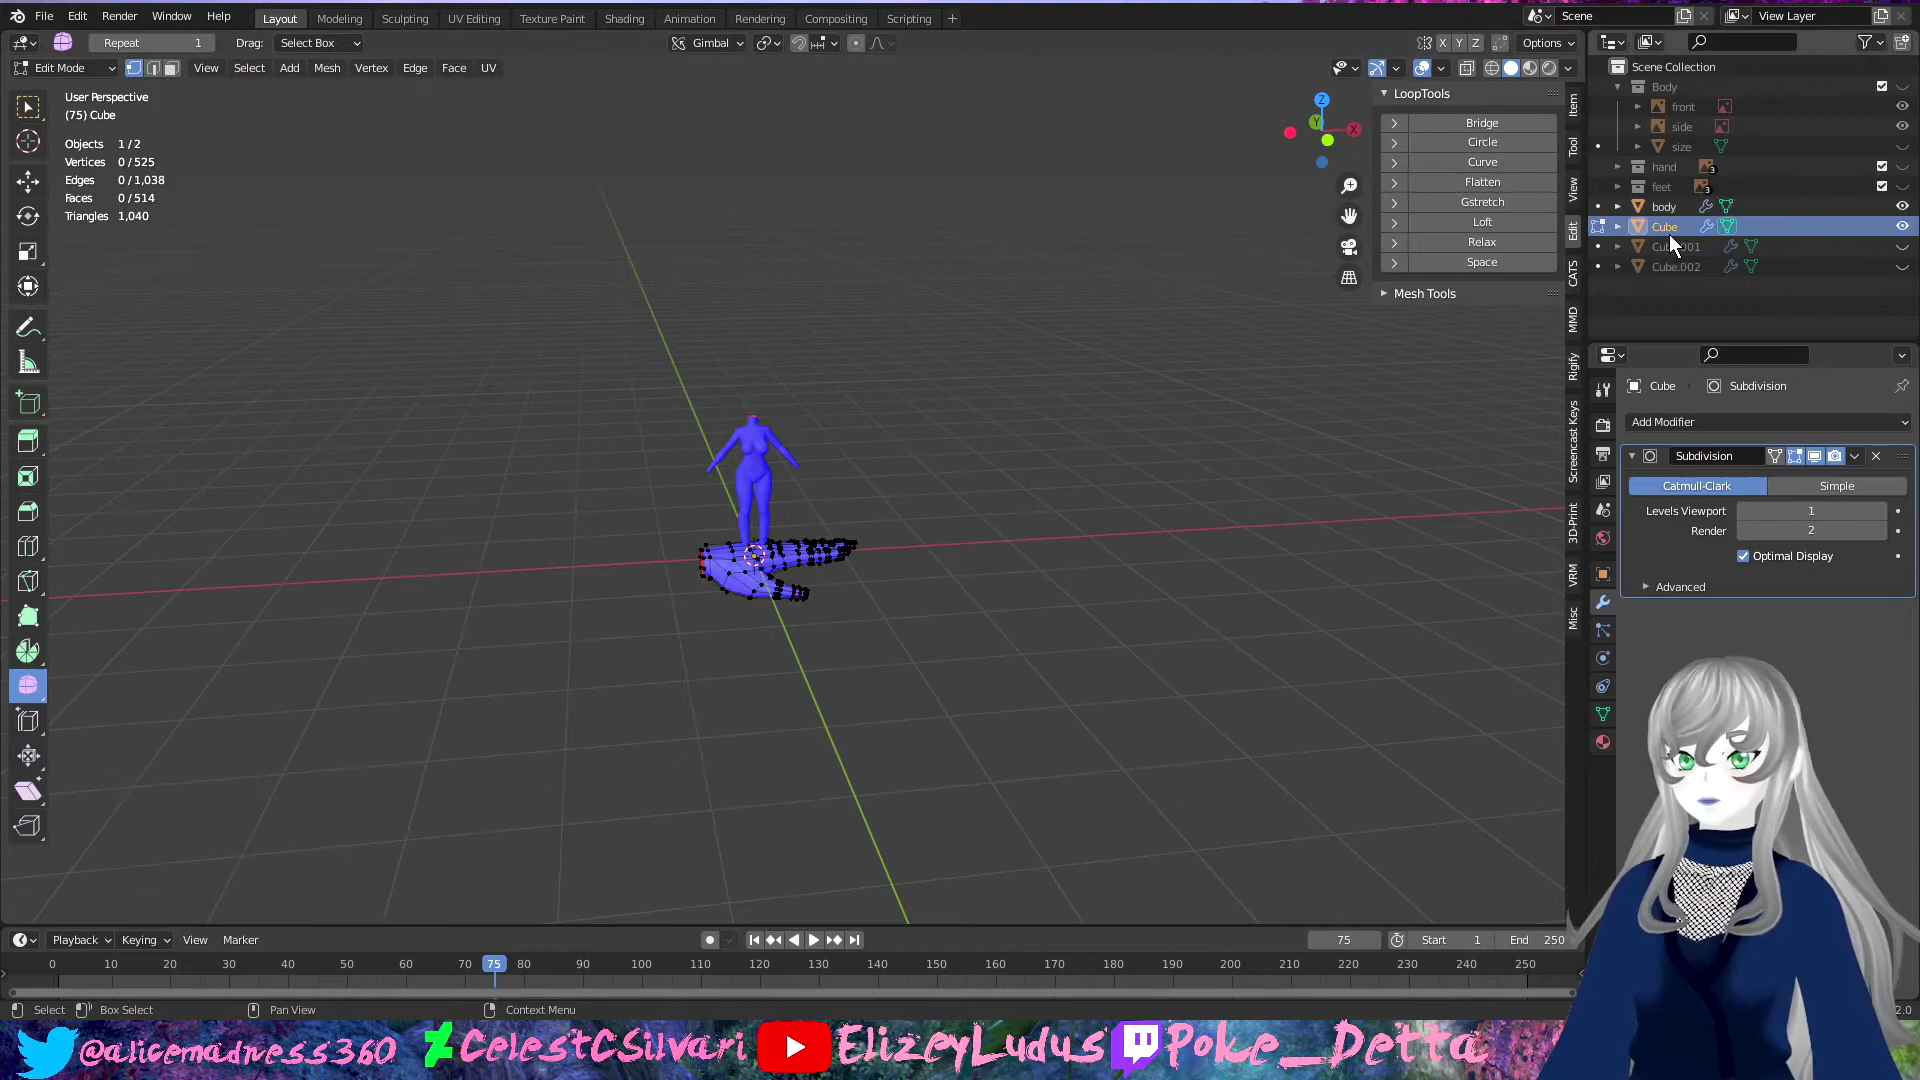 File Edit Render Window Help Layout Modeling Sculpting UV Editing Texture Paint Shading Animation Rendering Compositing Scripting + Scene View Layer
Repeat 1 Drag: Select Box Gimbal X Y Z Options
Edit Mode View Select Add Mesh Vertex Edge Face UV
User Perspective
(75) Cube
Objects 1 / 2
Vertices 0 / 525
Edges 0 / 1,038
Faces 0 / 514
Triangles 1,040
Z
Y
X
LoopTools
Bridge
Circle
Curve
Flatten
Gstretch
Loft
Relax
Space
Mesh Tools
Item
Tool
View
Edit
CATS
MMD
Rigify
Screencast Keys
3D-Print
VRM
Misc
Scene Collection
Body
front
side
size
hand 3
feet 3
body
Cube
Cube.001
Cube.002
Cube Subdivision
Add Modifier
Subdivision
Catmull-Clark Simple
Levels Viewport 1
Render 2
Optimal Display
Advanced
Playback Keying View Marker 75 Start 1 End 250
0 10 20 30 40 50 60 70 75 80 90 100 110 120 130 140 150 160 170 180 190 200 210 220 230 240 250
Select Box Select Pan View Context Menu 2.0
@alicemadness360 CelestCSilvari ElizeyLudus Poke__Detta